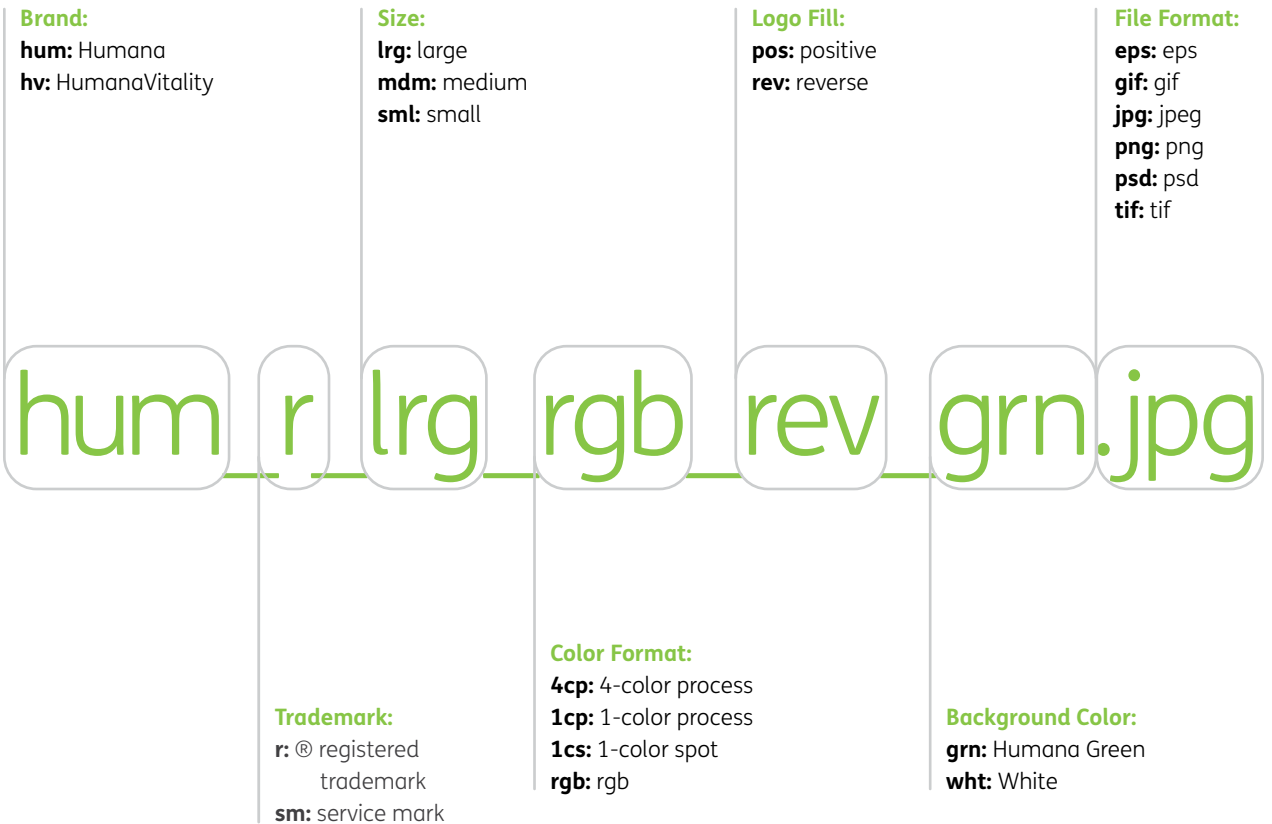 Brand:
hum: Humana
hv: HumanaVitality
Size:
lrg: large
mdm: medium
sml: small
Logo Fill:
pos: positive
rev: reverse
File Format:
eps: eps
gif: gif
jpg: jpeg
png: png
psd: psd
tif: tif
hum_r_lrg_rgb_rev_grn.jpg
Trademark:
r: ® registered
trademark
sm: service mark
Color Format:
4cp: 4-color process
1cp: 1-color process
1cs: 1-color spot
rgb: rgb
Background Color:
grn: Humana Green
wht: White